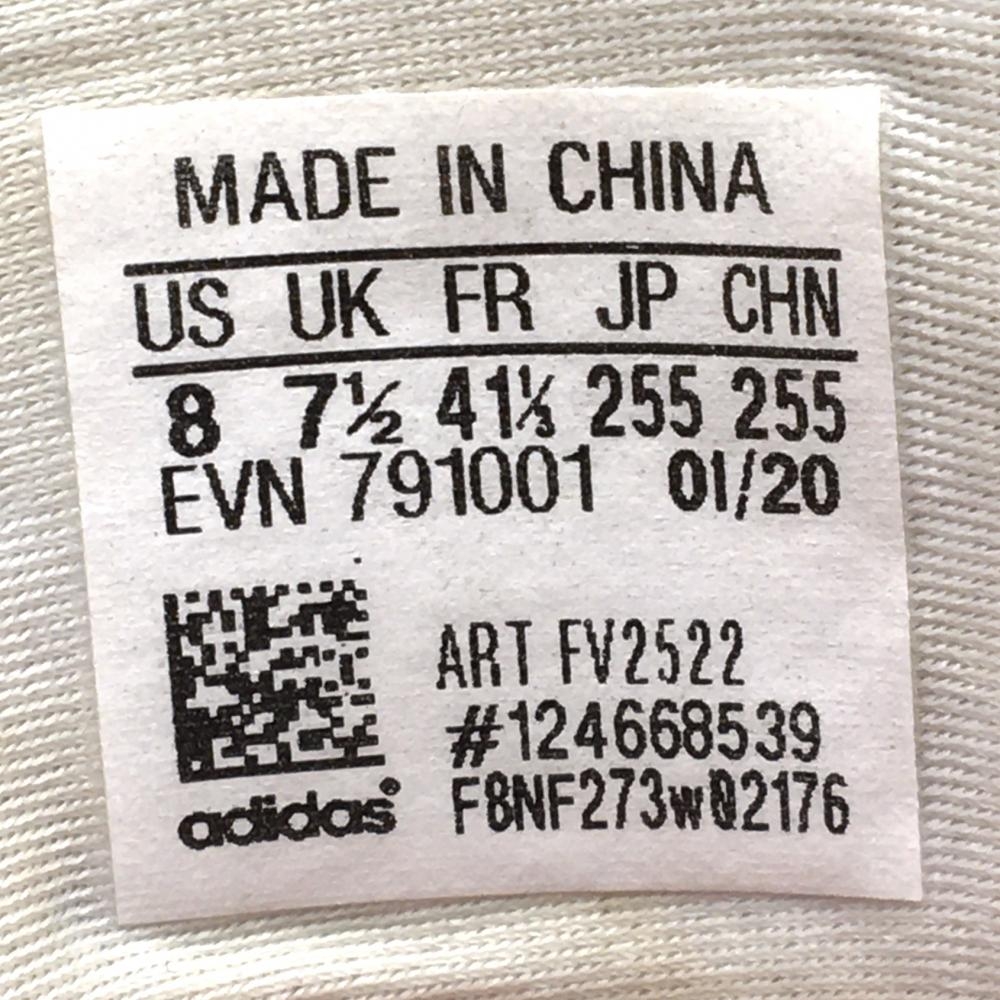 MADE IN CHINA
US UK FR JP CHN
8 7½ 41⅓ 255 255
EVN 791001 01/20
ART FV2522
#124668539
F8NF273w02176
adidas®